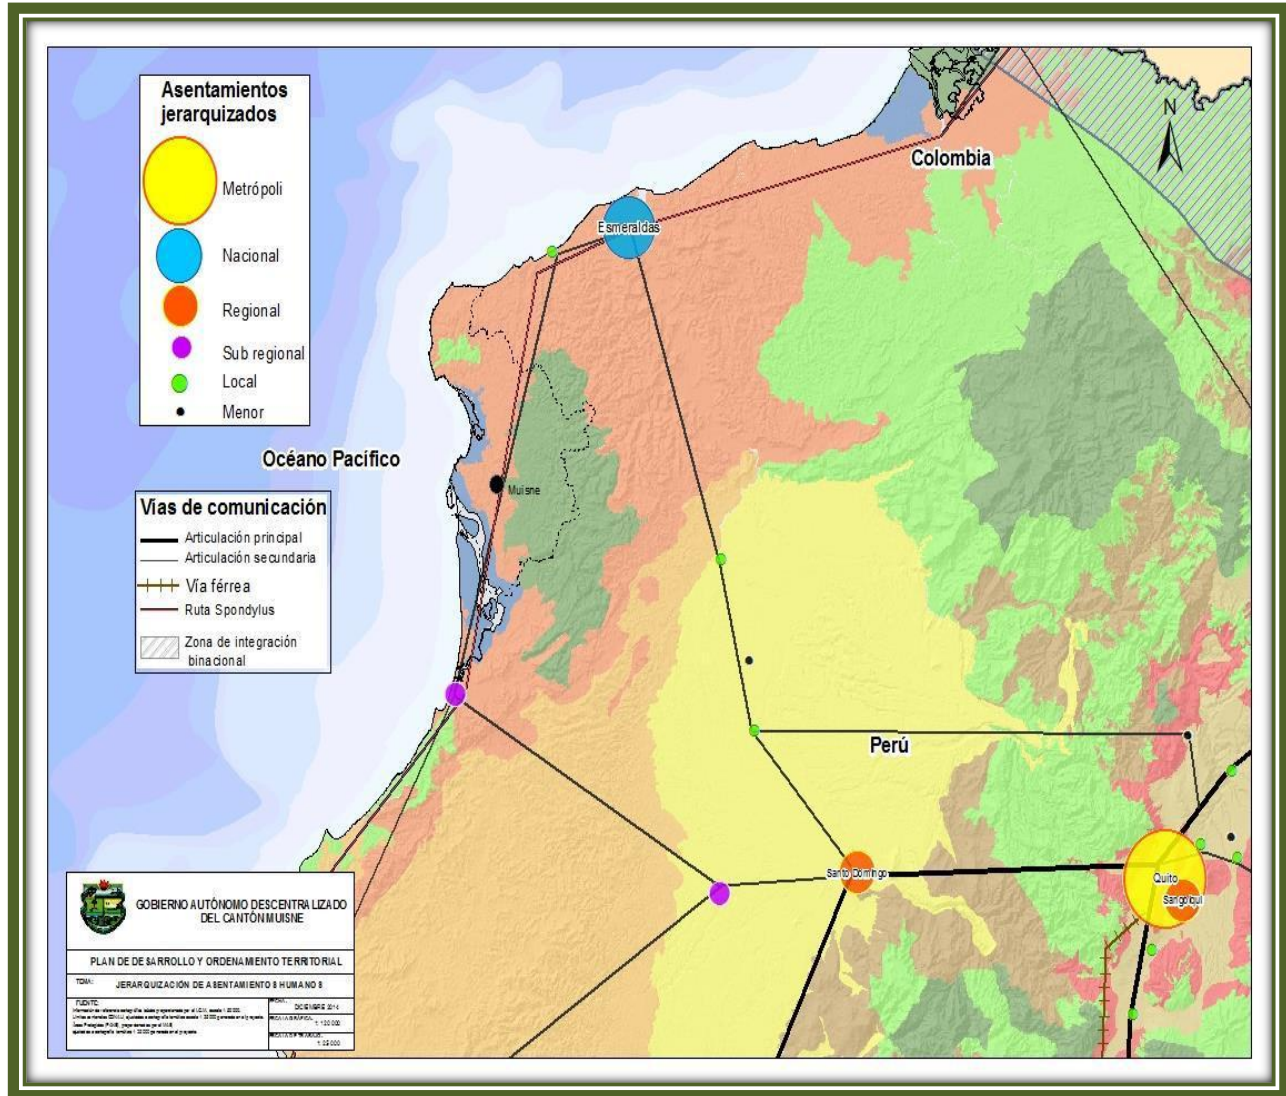 Asentamientos
jerarquizados
Metrópoli
Nacional
Regional
Sub regional
Local
Menor
N
Colombia
Esmeraldas
Océano Pacífico
Muisne
Vías de comunicación
Articulación principal
Articulación secundaria
Vía férrea
Ruta Spondylus
Zona de integración
binacional
Perú
Santo Domingo
Quito
Sangolquí
GOBIERNO AUTÓNOMO DESCENTRALIZADO
DEL CANTÓN MUISNE
PLAN DE DESARROLLO Y ORDENAMIENTO TERRITORIAL
TEMA:
JERARQUIZACIÓN DE ASENTAMIENTOS HUMANOS
FUENTE:
FECHA:
DICIEMBRE 2014